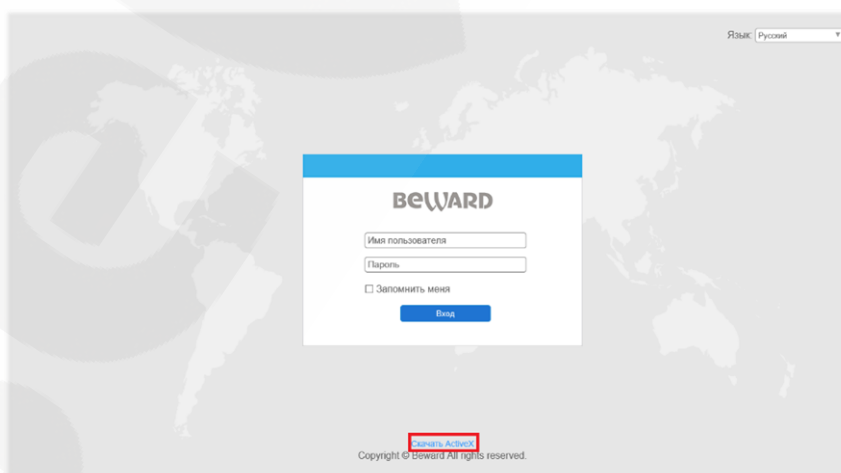 Язык: Русский
BEWARD
Имя пользователя
Пароль
Запомнить меня
Вход
Скачать ActiveX
Copyright © Beward All rights reserved.